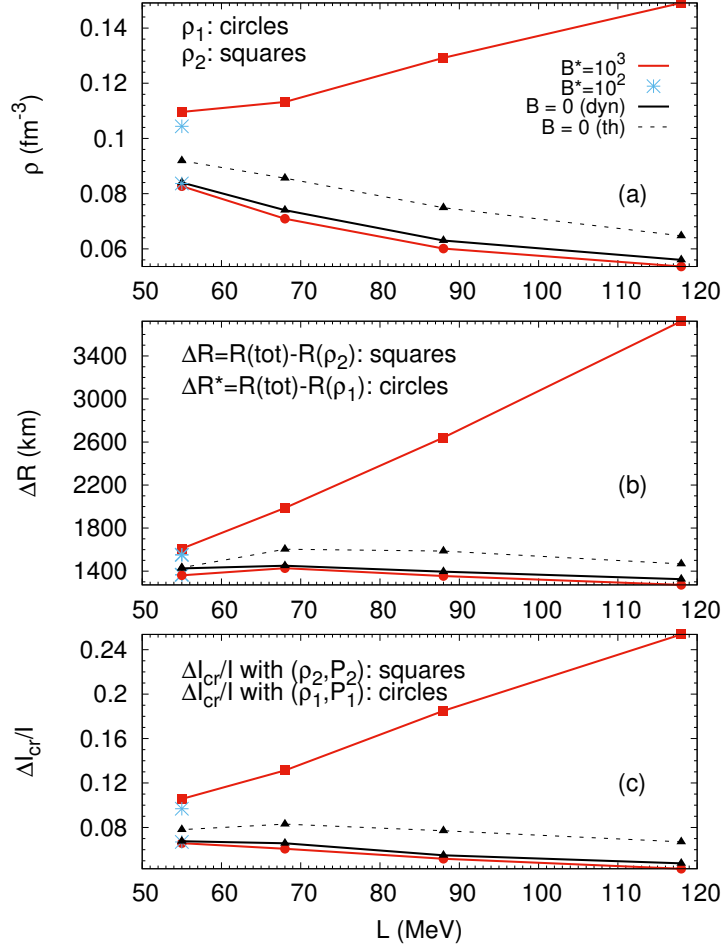 0.14
0.12
0.1
0.08
0.06
ρ (fm⁻³)
ρ₁: circles
ρ₂: squares
B*=10³
B*=10²
B = 0 (dyn)
B = 0 (th)
(a)
50 60 70 80 90 100 110 120
3400
3000
2600
2200
1800
1400
ΔR (km)
ΔR=R(tot)-R(ρ₂): squares
ΔR*=R(tot)-R(ρ₁): circles
(b)
50 60 70 80 90 100 110 120
0.24
0.2
0.16
0.12
0.08
ΔI_cr/I
ΔI_cr/I with (ρ₂,P₂): squares
ΔI_cr/I with (ρ₁,P₁): circles
(c)
50 60 70 80 90 100 110 120
L (MeV)